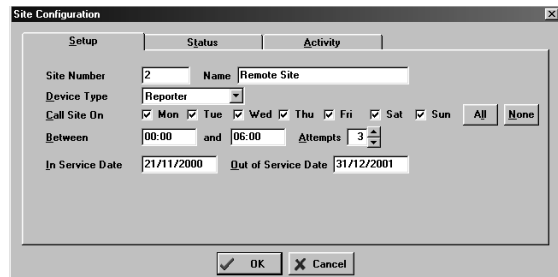 Site Configuration
Setup Status Activity
Site Number 2 Name Remote Site
Device Type Reporter
Call Site On Mon Tue Wed Thu Fri Sat Sun All None
Between 00:00 and 06:00 Attempts 3
In Service Date 21/11/2000 Out of Service Date 31/12/2001
OK Cancel